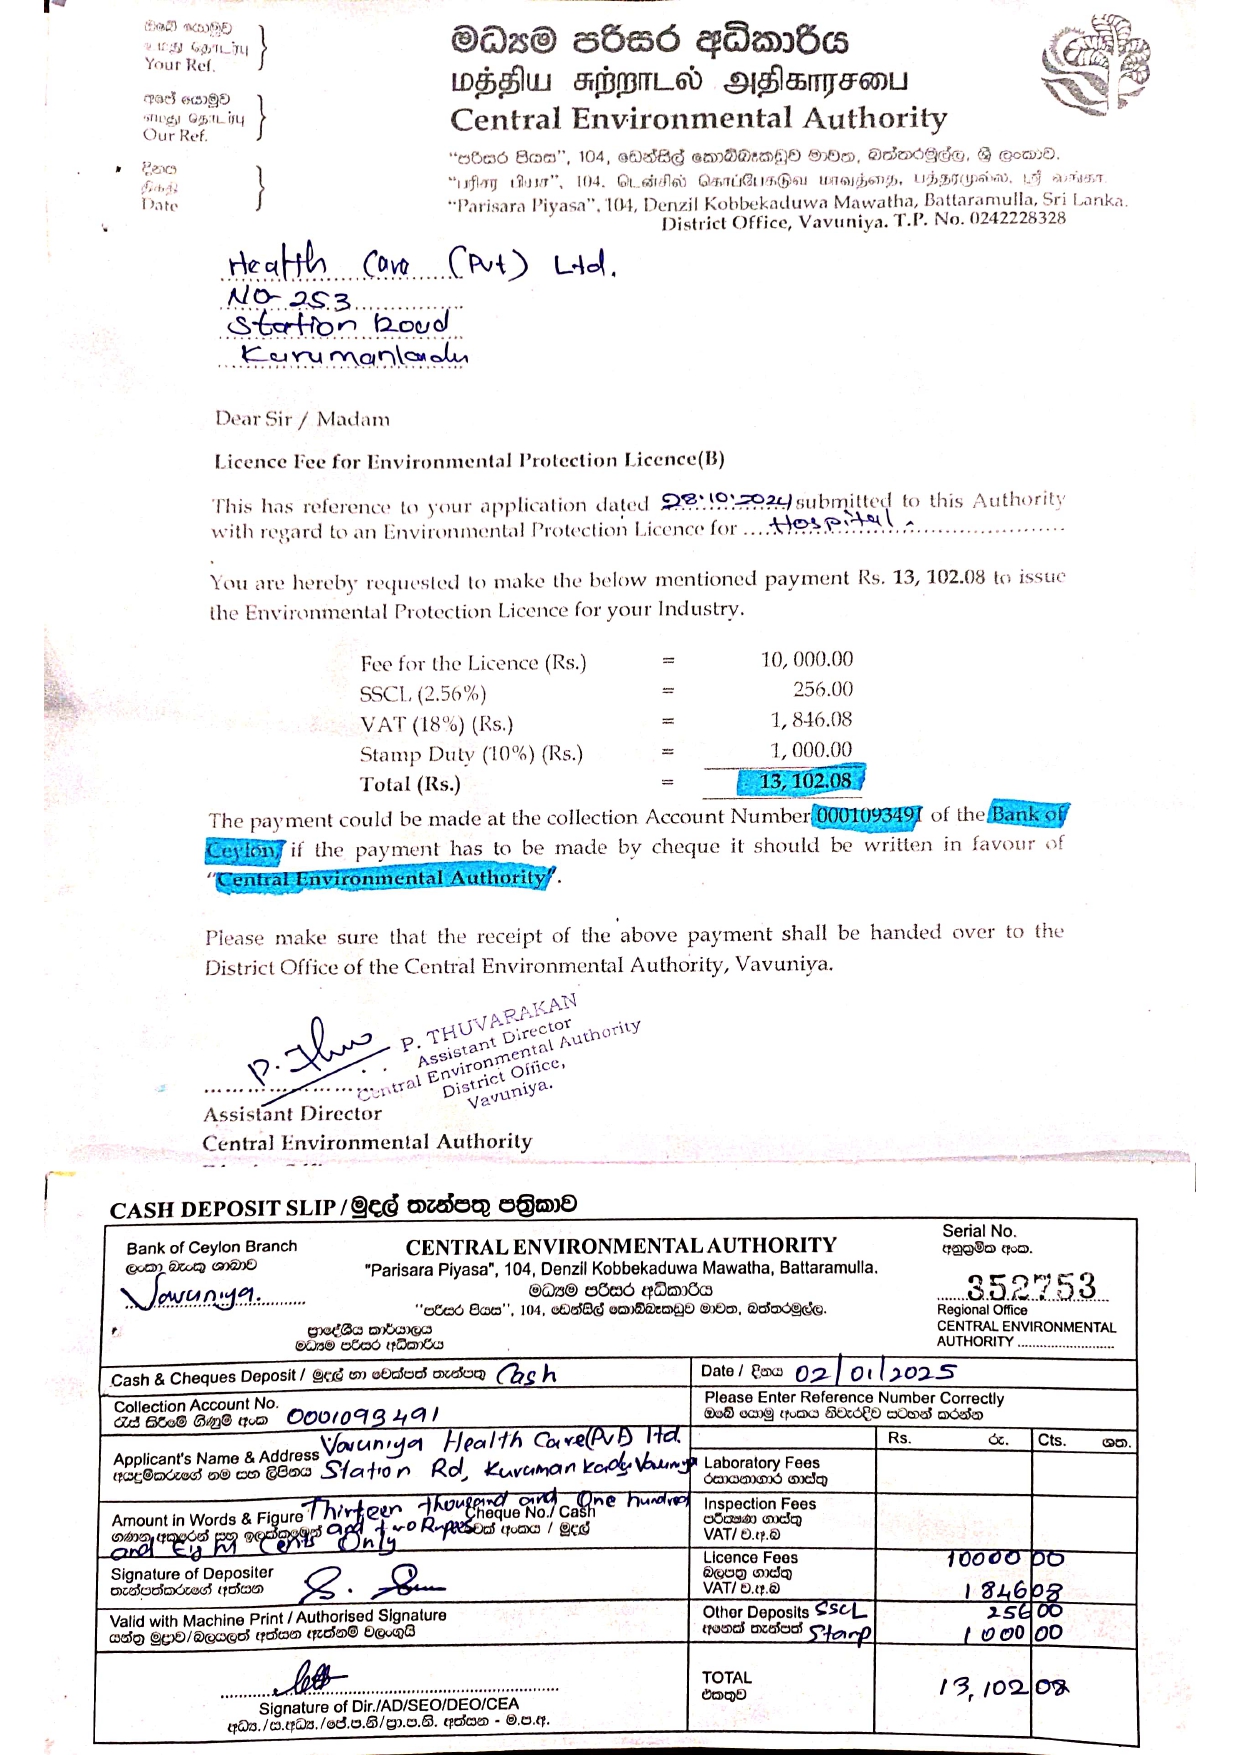 ඔබේ යොමුව
உமது தொடர்பு
Your Ref.
අපේ යොමුව
எமது தொடர்பு
Our Ref.
දිනය
திகதி
Date
මධ්‍යම පරිසර අධිකාරිය
மத்திய சுற்றாடல் அதிகாரசபை
Central Environmental Authority
"පරිසර පියස", 104, ඩෙන්සිල් කොබ්බෑකඩුව මාවත, බත්තරමුල්ල, ශ්‍රී ලංකාව.
"பரிசர பியச", 104, டென்சில் கொப்பேகடுவ மாவத்தை, பத்தரமுல்ல, ஸ்ரீ லங்கா.
"Parisara Piyasa", 104, Denzil Kobbekaduwa Mawatha, Battaramulla, Sri Lanka.
District Office, Vavuniya. T.P. No. 0242228328
Health Care (Pvt) Ltd.
NO-253
Station Road
Kurumankadu
Dear Sir / Madam
Licence Fee for Environmental Protection Licence(B)
This has reference to your application dated 28.10.2024 submitted to this Authority
with regard to an Environmental Protection Licence for ....Hospital....
You are hereby requested to make the below mentioned payment Rs. 13, 102.08 to issue
the Environmental Protection Licence for your Industry.
Fee for the Licence (Rs.) = 10, 000.00
SSCL (2.56%) = 256.00
VAT (18%) (Rs.) = 1, 846.08
Stamp Duty (10%) (Rs.) = 1, 000.00
Total (Rs.) = 13, 102.08
The payment could be made at the collection Account Number 0001093491 of the Bank of
Ceylon, if the payment has to be made by cheque it should be written in favour of
"Central Environmental Authority".
Please make sure that the receipt of the above payment shall be handed over to the
District Office of the Central Environmental Authority, Vavuniya.
P. THUVARAKAN
Assistant Director
Central Environmental Authority
District Office,
Vavuniya.
Assistant Director
Central Environmental Authority
CASH DEPOSIT SLIP / මුදල් තැන්පතු පත්‍රිකාව
Bank of Ceylon Branch
ලංකා බැංකු ශාඛාව
Vavuniya.
CENTRAL ENVIRONMENTAL AUTHORITY
"Parisara Piyasa", 104, Denzil Kobbekaduwa Mawatha, Battaramulla.
මධ්‍යම පරිසර අධිකාරිය
"පරිසර පියස", 104, ඩෙන්සිල් කොබ්බෑකඩුව මාවත, බත්තරමුල්ල.
ප්‍රාදේශීය කාර්යාලය
මධ්‍යම පරිසර අධිකාරිය
Serial No.
අනුක්‍රමික අංක.
352753
Regional Office
CENTRAL ENVIRONMENTAL
AUTHORITY ..........................
Cash & Cheques Deposit / මුදල් හා චෙක්පත් තැන්පතු Cash
Date / දිනය 02/01/2025
Collection Account No.
රැස් කිරීමේ ගිණුම් අංක 0001093491
Please Enter Reference Number Correctly
ඔබේ යොමු අංකය නිවැරදිව සටහන් කරන්න
Rs. රු. Cts. ශත.
Applicant's Name & Address Vavuniya Health Care(Pvt) ltd.
අයදුම්කරුගේ නම සහ ලිපිනය Station Rd, Kurumankadu Vavuniya
Laboratory Fees
රසායනාගාර ගාස්තු
Amount in Words & Figure Thirteen thousand and One hundred
Cheque No./ Cash
ගණන අකුරෙන් සහ ඉලක්කමෙන් and two Rupees චෙක් අංකය / මුදල්
and Eight Cents Only
Inspection Fees
පරීක්ෂණ ගාස්තු
VAT/ ව.අ.බ
Signature of Depositer
තැන්පත්කරුගේ අත්සන
Licence Fees 10000 00
බලපත්‍ර ගාස්තු
VAT/ ව.අ.බ 1846 08
Valid with Machine Print / Authorised Signature
යන්ත්‍ර මුද්‍රාව/බලයලත් අත්සන ඇත්නම් වලංගුයි
Other Deposits SSCL 256 00
අනෙක් තැන්පත් Stamp 1000 00
Signature of Dir./AD/SEO/DEO/CEA
අධ්‍ය./ස.අධ්‍ය./ජේ.ප.නි/ප්‍රා.ප.නි. අත්සන - ම.ප.අ.
TOTAL
එකතුව 13,102 08